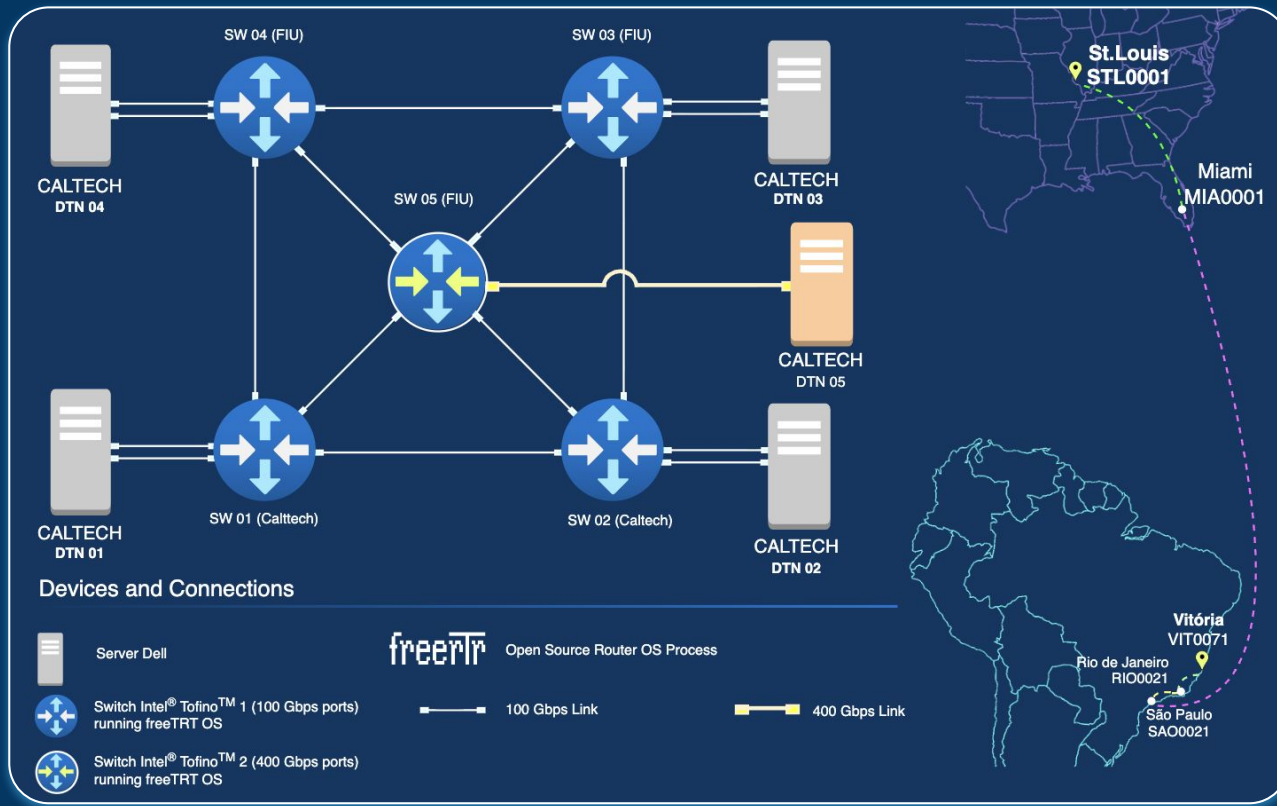 SW 04 (FIU)
SW 03 (FIU)
CALTECH
DTN 04
CALTECH
DTN 03
SW 05 (FIU)
CALTECH
DTN 05
SW 01 (Calttech)
SW 02 (Caltech)
CALTECH
DTN 01
CALTECH
DTN 02
Devices and Connections
Server Dell
freertr
Open Source Router OS Process
Switch Intel® Tofino™ 1 (100 Gbps ports)
running freeTRT OS
100 Gbps Link
400 Gbps Link
Switch Intel® Tofino™ 2 (400 Gbps ports)
running freeTRT OS
St.Louis
STL0001
Miami
MIA0001
Vitória
VIT0071
Rio de Janeiro
RIO0021
São Paulo
SAO0021